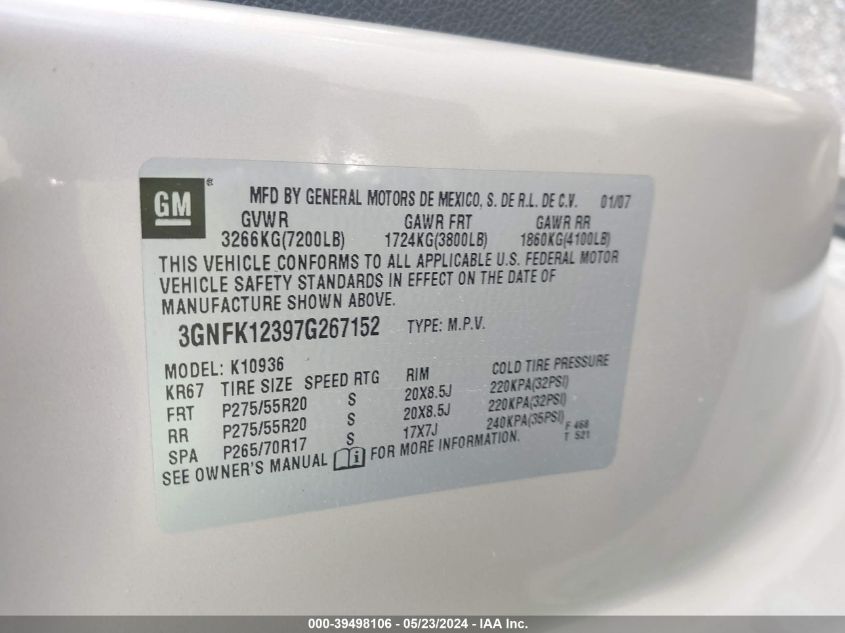 GM ® MFD BY GENERAL MOTORS DE MEXICO, S. DE R.L. DE C.V. 01/07
GVWR GAWR FRT GAWR RR
3266KG(7200LB) 1724KG(3800LB) 1860KG(4100LB)
THIS VEHICLE CONFORMS TO ALL APPLICABLE U.S. FEDERAL MOTOR
VEHICLE SAFETY STANDARDS IN EFFECT ON THE DATE OF
MANUFACTURE SHOWN ABOVE.
3GNFK12397G267152 TYPE: M.P.V.
MODEL: K10936
KR67 TIRE SIZE SPEED RTG RIM COLD TIRE PRESSURE
FRT P275/55R20 S 20X8.5J 220KPA(32PSI)
RR P275/55R20 S 20X8.5J 220KPA(32PSI)
SPA P265/70R17 S 17X7J 240KPA(35PSI) F 468
SEE OWNER'S MANUAL i FOR MORE INFORMATION. T 521
000-39498106 - 05/23/2024 - IAA Inc.